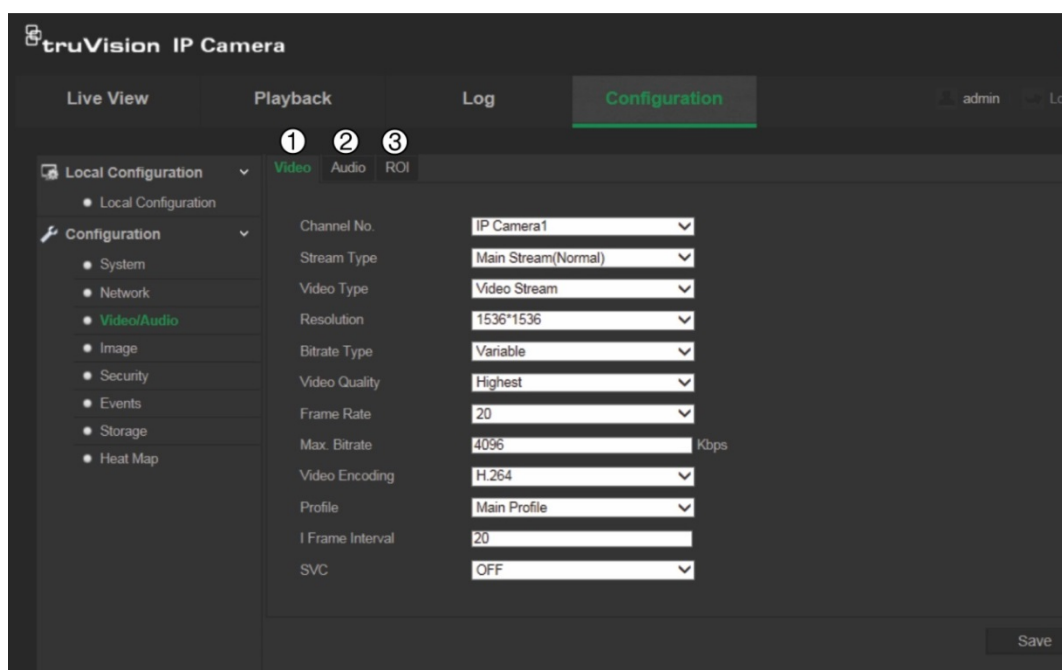 truVision IP Camera
Live View Playback Log Configuration admin
① ② ③
Video Audio ROI
Local Configuration
Local Configuration
Configuration
System
Network
Video/Audio
Image
Security
Events
Storage
Heat Map
Channel No. IP Camera1
Stream Type Main Stream(Normal)
Video Type Video Stream
Resolution 1536*1536
Bitrate Type Variable
Video Quality Highest
Frame Rate 20
Max. Bitrate 4096 Kbps
Video Encoding H.264
Profile Main Profile
I Frame Interval 20
SVC OFF
Save